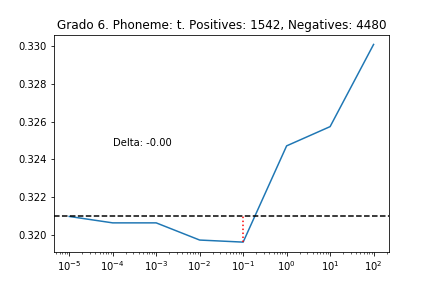 Grado 6. Phoneme: t. Positives: 1542, Negatives: 4480
0.330
0.328
0.326
0.324
0.322
0.320
Delta: -0.00
10⁻⁵ 10⁻⁴ 10⁻³ 10⁻² 10⁻¹ 10⁰ 10¹ 10²